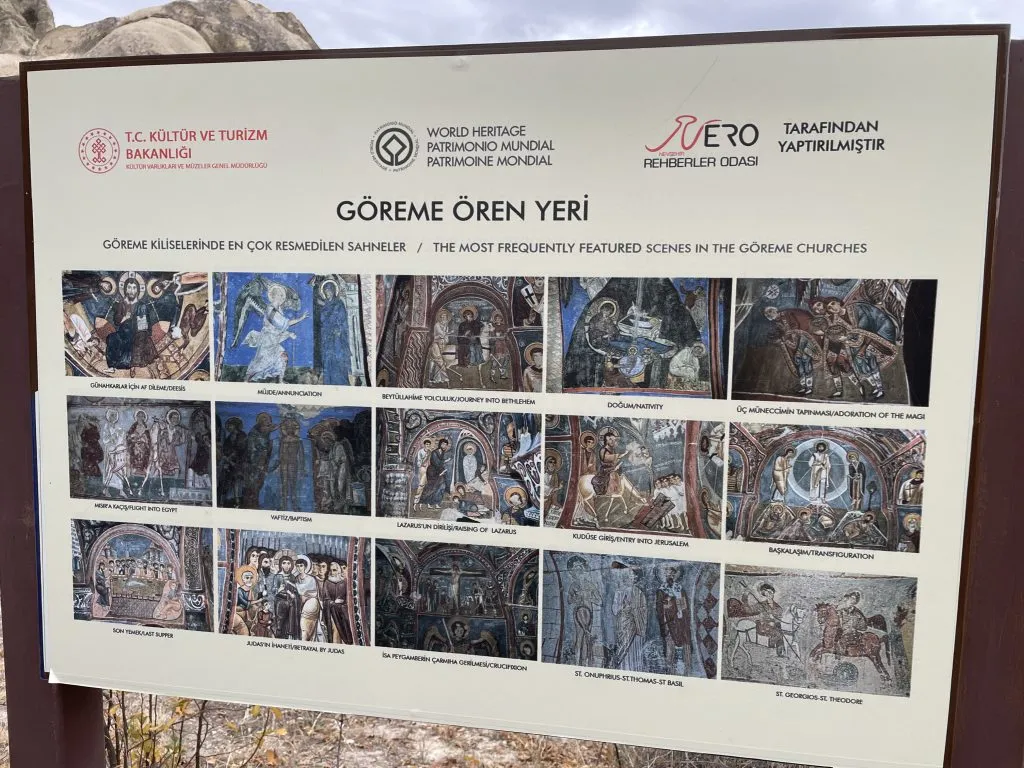 T.C. KÜLTÜR VE TURİZM
BAKANLIĞI
KÜLTÜR VARLIKLARI VE MÜZELER GENEL MÜDÜRLÜĞÜ
WORLD HERITAGE
PATRIMONIO MUNDIAL
PATRIMOINE MONDIAL
NERO
NEVŞEHİR
REHBERLER ODASI
TARAFINDAN
YAPTIRILMIŞTIR
GÖREME ÖREN YERİ
GÖREME KİLİSELERİNDE EN ÇOK RESMEDİLEN SAHNELER / THE MOST FREQUENTLY FEATURED SCENES IN THE GÖREME CHURCHES
GÜNAHKARLAR İÇİN AF DİLEME/DEESIS
MÜJDE/ANNUNCIATION
BEYTÜLLAHİME YOLCULUK/JOURNEY INTO BETHLEHEM
DOĞUM/NATIVITY
ÜÇ MÜNECCİMİN TAPINMASI/ADORATION OF THE MAGI
MISIR'A KAÇIŞ/FLIGHT INTO EGYPT
VAFTİZ/BAPTISM
LAZARUS'UN DİRİLİŞİ/RAISING OF LAZARUS
KUDÜSE GİRİŞ/ENTRY INTO JERUSALEM
BAŞKALAŞIM/TRANSFIGURATION
SON YEMEK/LAST SUPPER
JUDAS'IN İHANETİ/BETRAYAL BY JUDAS
İSA PEYGAMBERİN ÇARMIHA GERİLMESİ/CRUCIFIXION
ST. ONUPHRIUS-ST.THOMAS-ST BASIL
ST. GEORGIOS-ST. THEODORE